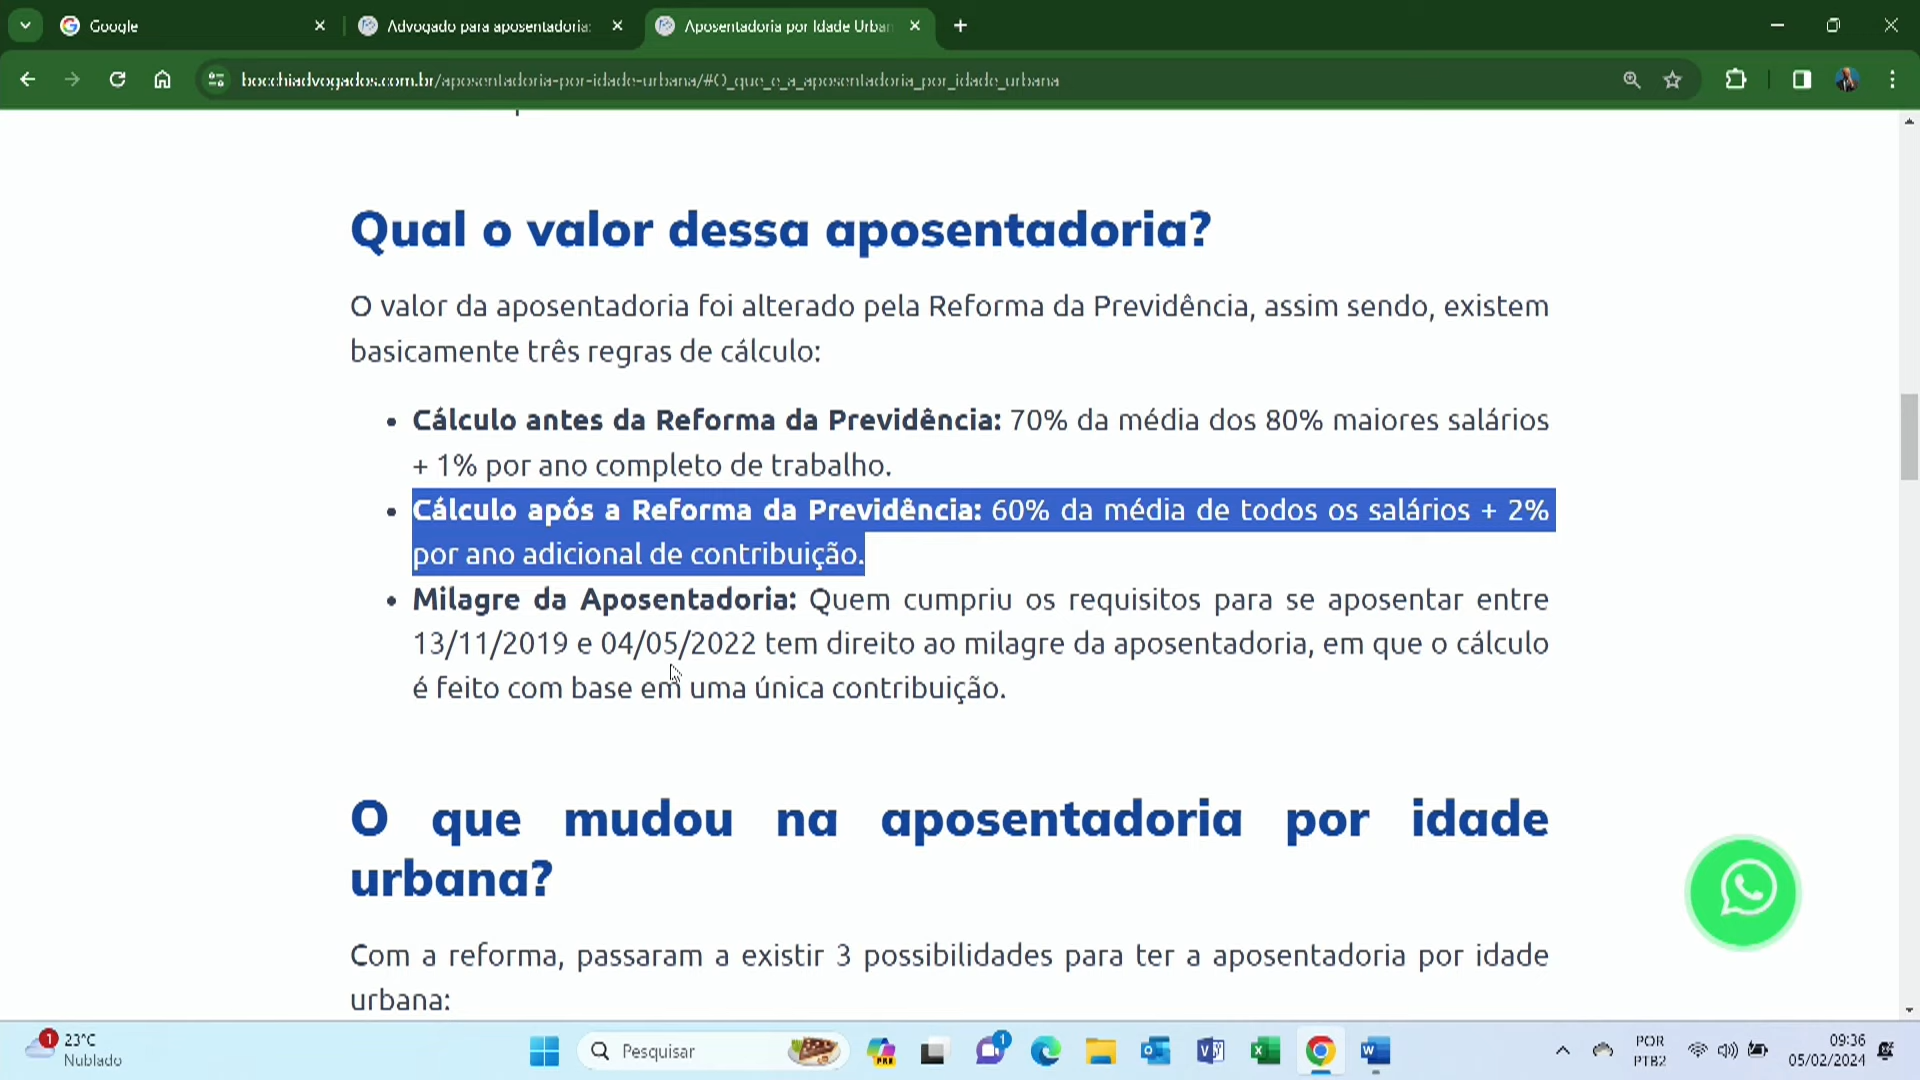 Google
Advogado para aposentadoria:
Aposentadoria por Idade Urban
bocchiadvogados.com.br/aposentadoria-por-idade-urbana/#O_que_e_a_aposentadoria_por_idade_urbana
Qual o valor dessa aposentadoria?
O valor da aposentadoria foi alterado pela Reforma da Previdência, assim sendo, existem
basicamente três regras de cálculo:
• Cálculo antes da Reforma da Previdência: 70% da média dos 80% maiores salários
+ 1% por ano completo de trabalho.
• Cálculo após a Reforma da Previdência: 60% da média de todos os salários + 2%
por ano adicional de contribuição.
• Milagre da Aposentadoria: Quem cumpriu os requisitos para se aposentar entre
13/11/2019 e 04/05/2022 tem direito ao milagre da aposentadoria, em que o cálculo
é feito com base em uma única contribuição.
O que mudou na aposentadoria por idade
urbana?
Com a reforma, passaram a existir 3 possibilidades para ter a aposentadoria por idade
urbana:
1
23°C
Nublado
Pesquisar
PRE
1
POR
PTB2
09:36
05/02/2024